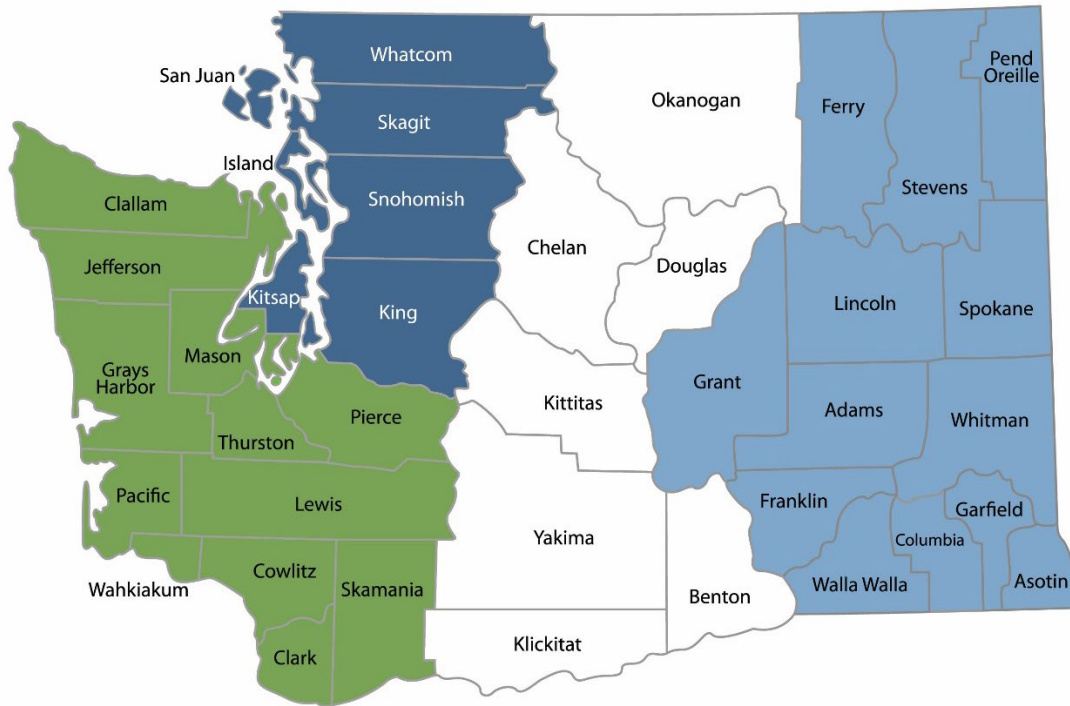 Whatcom
San Juan
Skagit
Island
Snohomish
King
Kitsap
Clallam
Jefferson
Mason
Grays
Harbor
Thurston
Pierce
Pacific
Lewis
Wahkiakum
Cowlitz
Skamania
Clark
Okanogan
Chelan
Douglas
Kittitas
Yakima
Klickitat
Benton
Ferry
Stevens
Pend
Oreille
Lincoln
Spokane
Grant
Adams
Whitman
Franklin
Walla Walla
Columbia
Garfield
Asotin